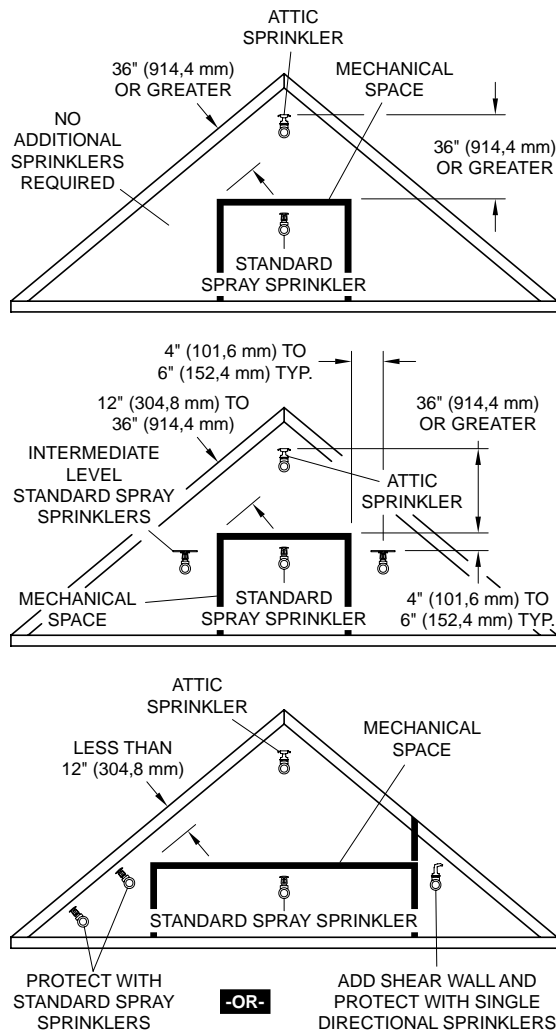 ATTIC
SPRINKLER
36" (914,4 mm)
OR GREATER
MECHANICAL
SPACE
NO
ADDITIONAL
SPRINKLERS
REQUIRED
36" (914,4 mm)
OR GREATER
STANDARD
SPRAY SPRINKLER
4" (101,6 mm) TO
6" (152,4 mm) TYP.
12" (304,8 mm) TO
36" (914,4 mm)
36" (914,4 mm)
OR GREATER
INTERMEDIATE
LEVEL
STANDARD SPRAY
SPRINKLERS
ATTIC
SPRINKLER
MECHANICAL
SPACE
STANDARD
SPRAY SPRINKLER
4" (101,6 mm) TO
6" (152,4 mm) TYP.
ATTIC
SPRINKLER
LESS THAN
12" (304,8 mm)
MECHANICAL
SPACE
STANDARD SPRAY SPRINKLER
PROTECT WITH
STANDARD SPRAY
SPRINKLERS
-OR-
ADD SHEAR WALL AND
PROTECT WITH SINGLE
DIRECTIONAL SPRINKLERS